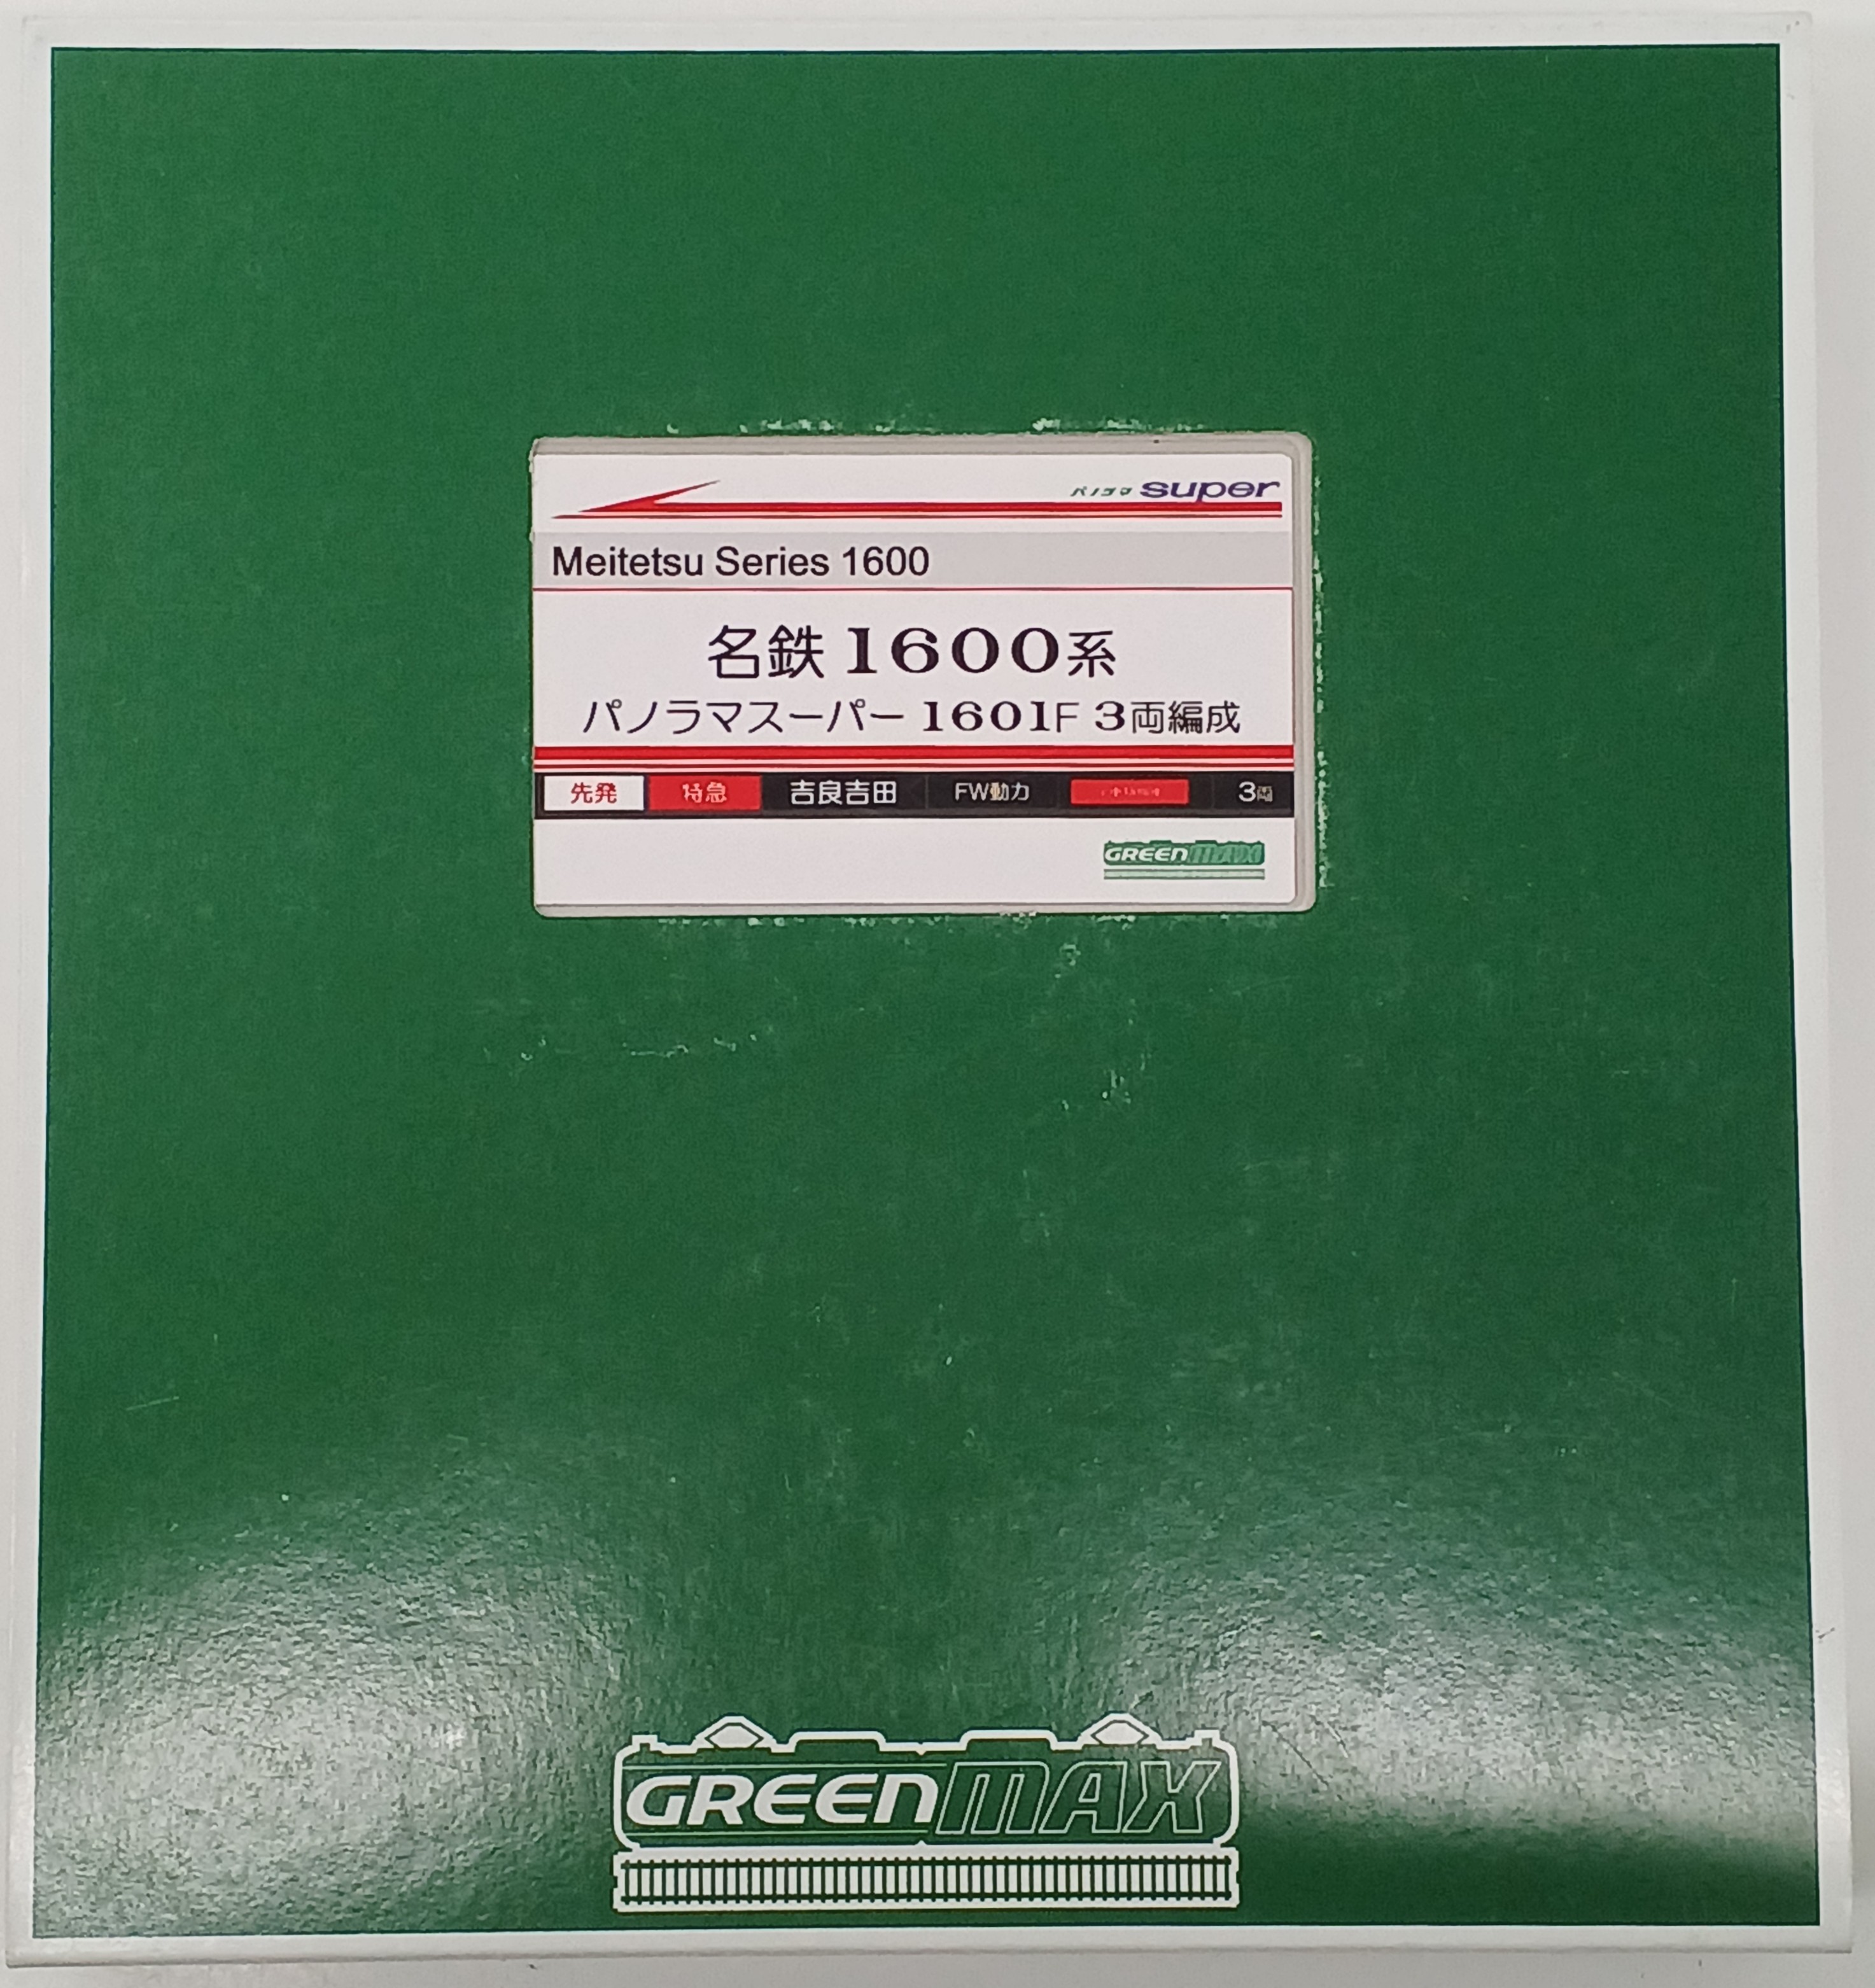 パノラマ super
Meitetsu Series 1600
名鉄 1600系
パノラマスーパー 1601F 3両編成
先発 特急 吉良吉田 FW動力 3両
GREENMAX
GREENMAX